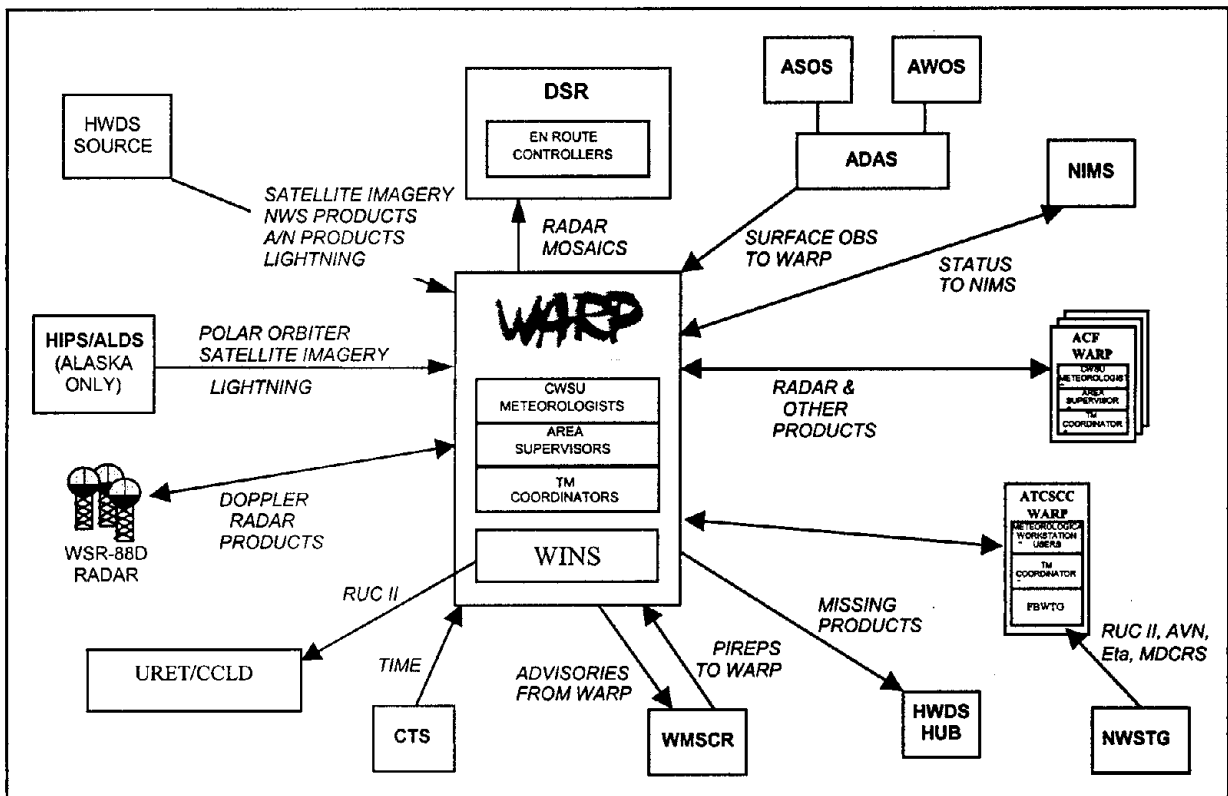 ASOS
AWOS
DSR
EN ROUTE
CONTROLLERS
HWDS
SOURCE
ADAS
NIMS
SATELLITE IMAGERY
NWS PRODUCTS
A/N PRODUCTS
LIGHTNING
RADAR
MOSAICS
SURFACE OBS
TO WARP
STATUS
TO NIMS
WARP
HIPS/ALDS
(ALASKA
ONLY)
POLAR ORBITER
SATELLITE IMAGERY
LIGHTNING
CWSU
METEOROLOGISTS
AREA
SUPERVISORS
TM
COORDINATORS
WINS
RADAR &
OTHER
PRODUCTS
ACF
WARP
CWSU
METEOROLOGIST
AREA
SUPERVISOR
TM
COORDINATOR
WSR-88D
RADAR
DOPPLER
RADAR
PRODUCTS
ATCSCC
WARP
METEOROLOGICA
WORKSTATION
USERS
TM
COORDINATOR
FBWTG
RUC II
URET/CCLD
TIME
CTS
ADVISORIES
FROM WARP
PIREPS
TO WARP
WMSCR
MISSING
PRODUCTS
HWDS
HUB
RUC II, AVN,
Eta, MDCRS
NWSTG